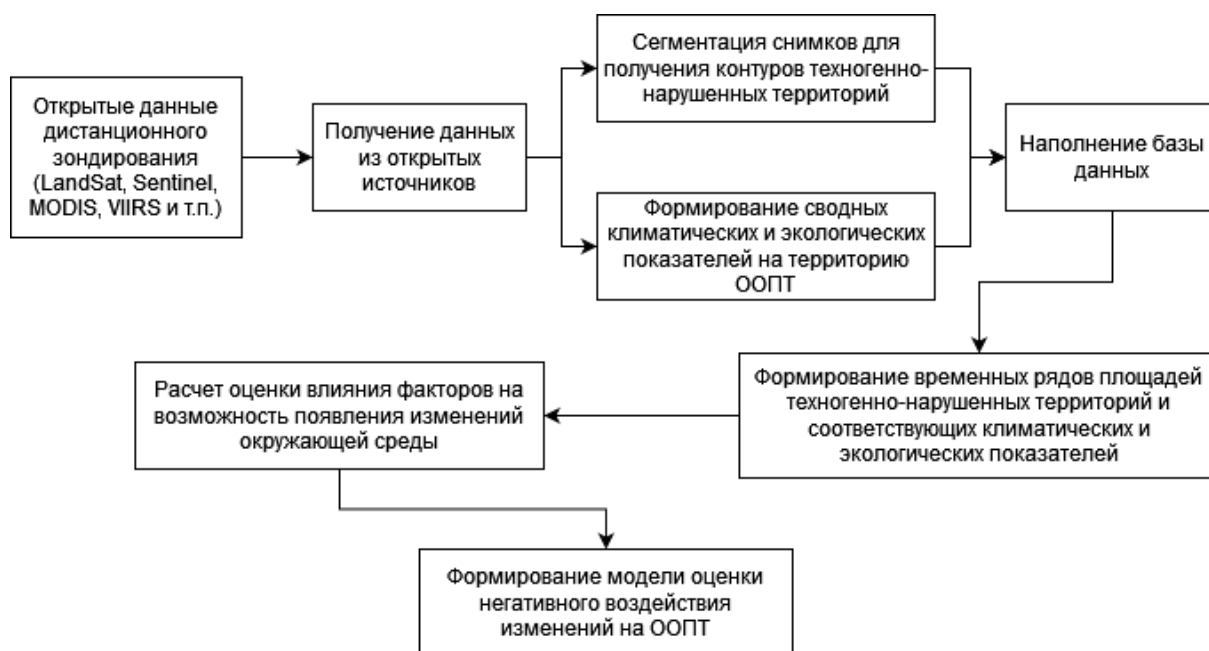 Открытые данные
дистанционного
зондирования
(LandSat, Sentinel,
MODIS, VIIRS и т.п.)
Получение данных
из открытых
источников
Сегментация снимков для
получения контуров техногенно-
нарушенных территорий
Формирование сводных
климатических и экологических
показателей на территорию
ООПТ
Наполнение базы
данных
Формирование временных рядов площадей
техногенно-нарушенных территорий и
соответствующих климатических и
экологических показателей
Расчет оценки влияния факторов на
возможность появления изменений
окружающей среды
Формирование модели оценки
негативного воздействия
изменений на ООПТ